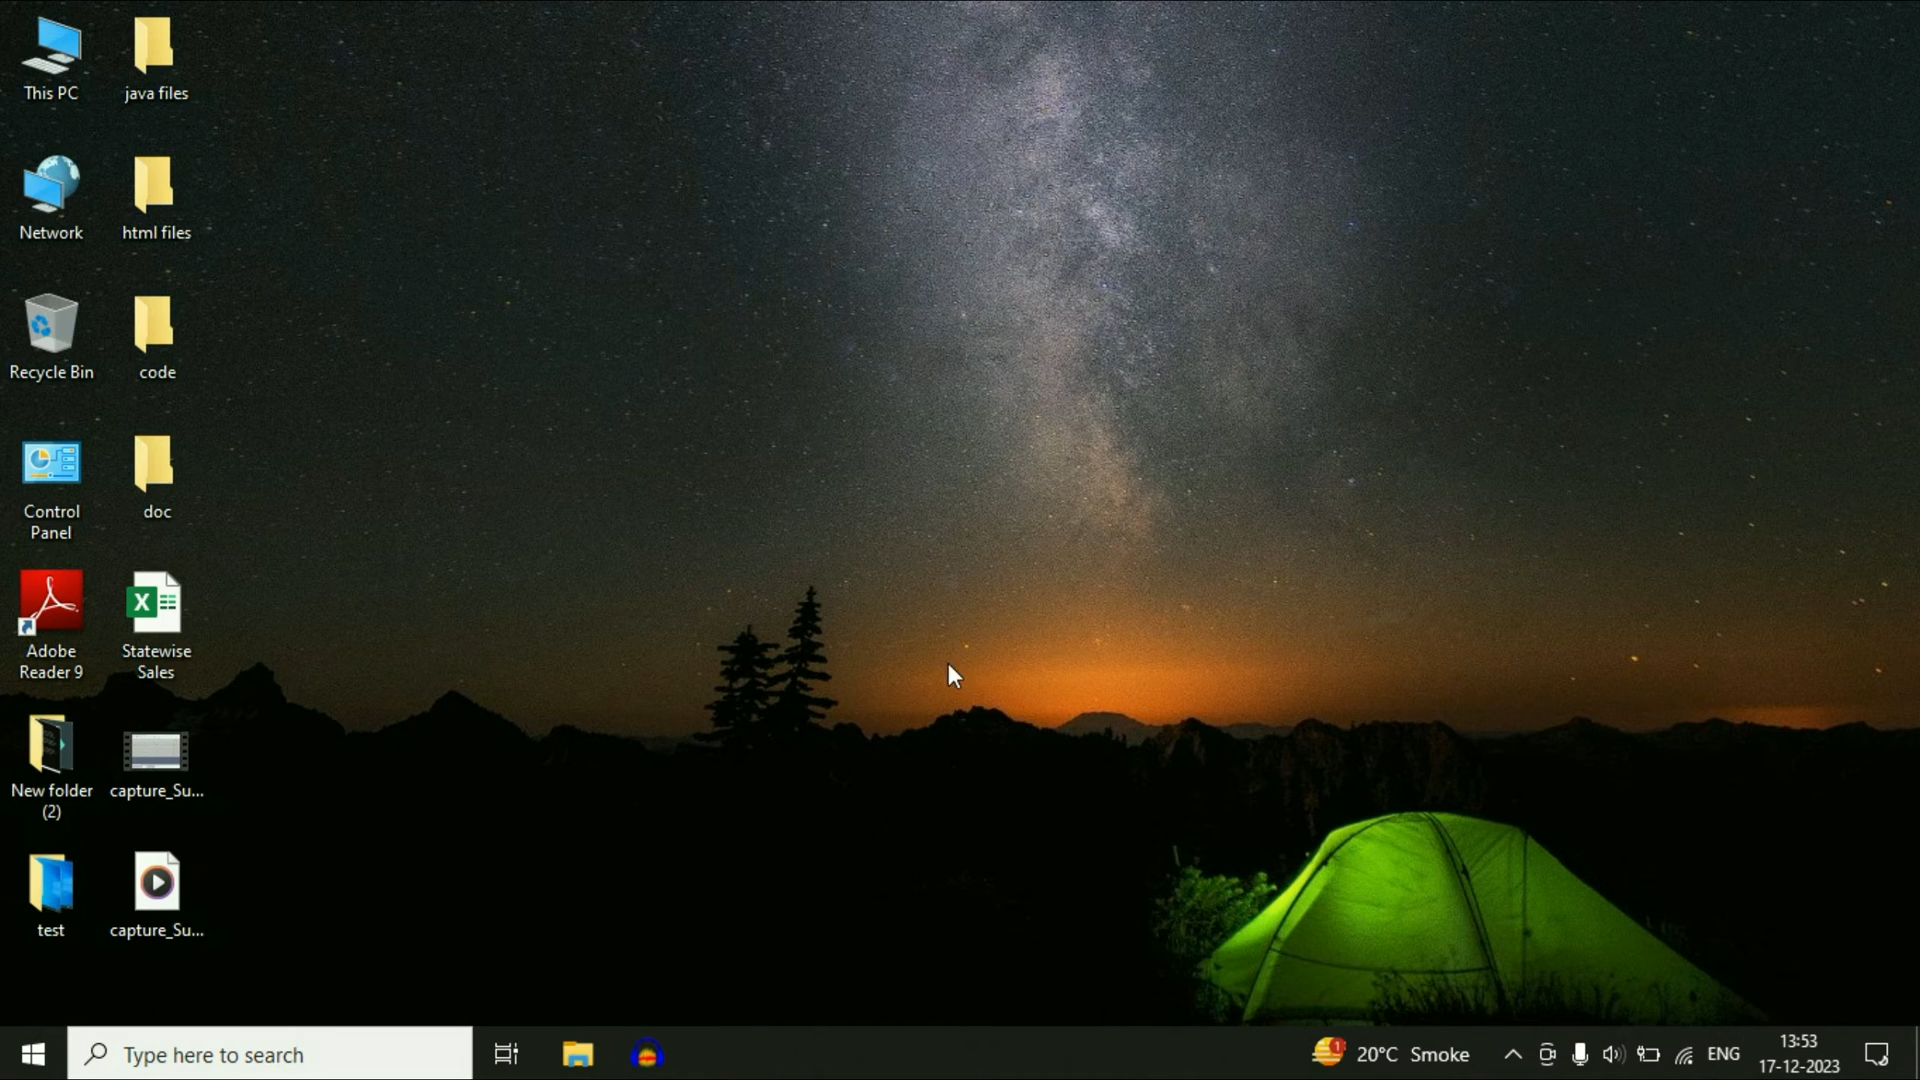 This PC
java files
Network
html files
Recycle Bin
code
Control
Panel
doc
Adobe
Reader 9
Statewise
Sales
New folder
(2)
capture_Su...
test
capture_Su...
Type here to search
1
20°C Smoke
ENG
13:53
17-12-2023